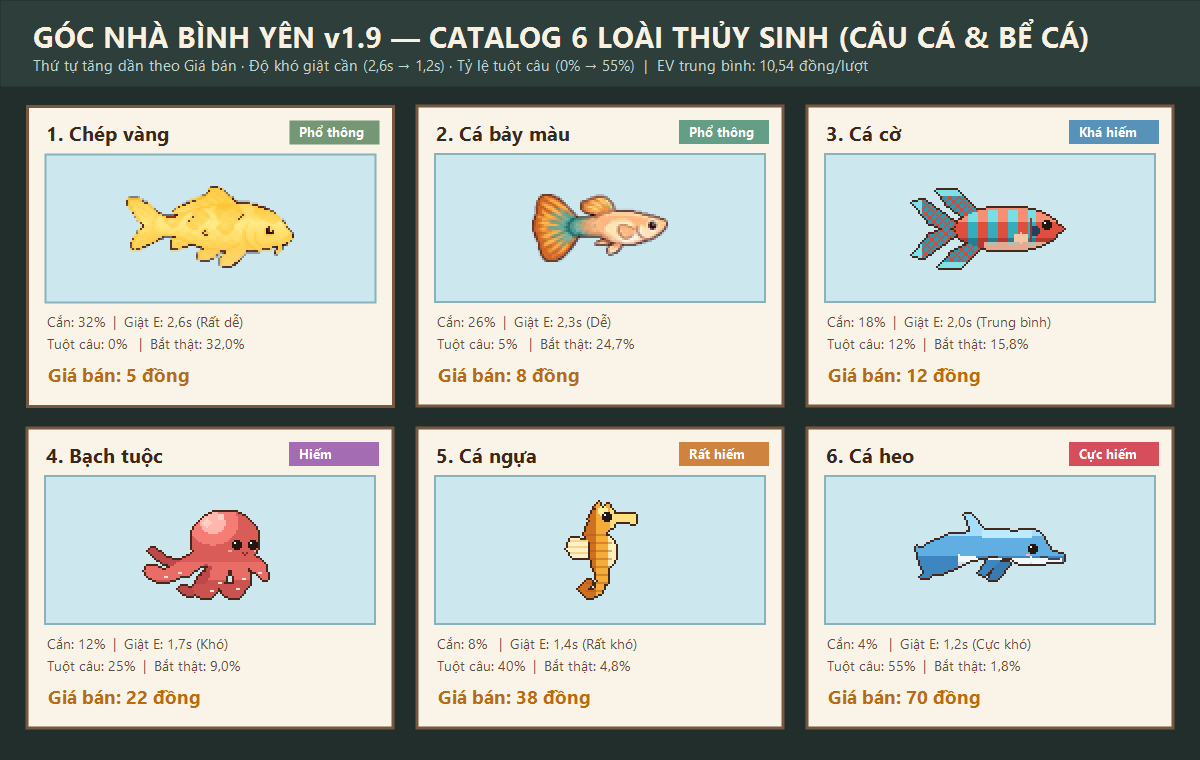 GÓC NHÀ BÌNH YÊN v1.9 — CATALOG 6 LOÀI THỦY SINH (CÂU CÁ & BỂ CÁ)
Thứ tự tăng dần theo Giá bán · Độ khó giật cần (2,6s → 1,2s) · Tỷ lệ tuột câu (0% → 55%) | EV trung bình: 10,54 đồng/lượt
1. Chép vàng
Phổ thông
Cắn: 32% | Giật E: 2,6s (Rất dễ)
Tuột câu: 0% | Bắt thật: 32,0%
Giá bán: 5 đồng
2. Cá bảy màu
Phổ thông
Cắn: 26% | Giật E: 2,3s (Dễ)
Tuột câu: 5% | Bắt thật: 24,7%
Giá bán: 8 đồng
3. Cá cờ
Khá hiếm
Cắn: 18% | Giật E: 2,0s (Trung bình)
Tuột câu: 12% | Bắt thật: 15,8%
Giá bán: 12 đồng
4. Bạch tuộc
Hiếm
Cắn: 12% | Giật E: 1,7s (Khó)
Tuột câu: 25% | Bắt thật: 9,0%
Giá bán: 22 đồng
5. Cá ngựa
Rất hiếm
Cắn: 8% | Giật E: 1,4s (Rất khó)
Tuột câu: 40% | Bắt thật: 4,8%
Giá bán: 38 đồng
6. Cá heo
Cực hiếm
Cắn: 4% | Giật E: 1,2s (Cực khó)
Tuột câu: 55% | Bắt thật: 1,8%
Giá bán: 70 đồng